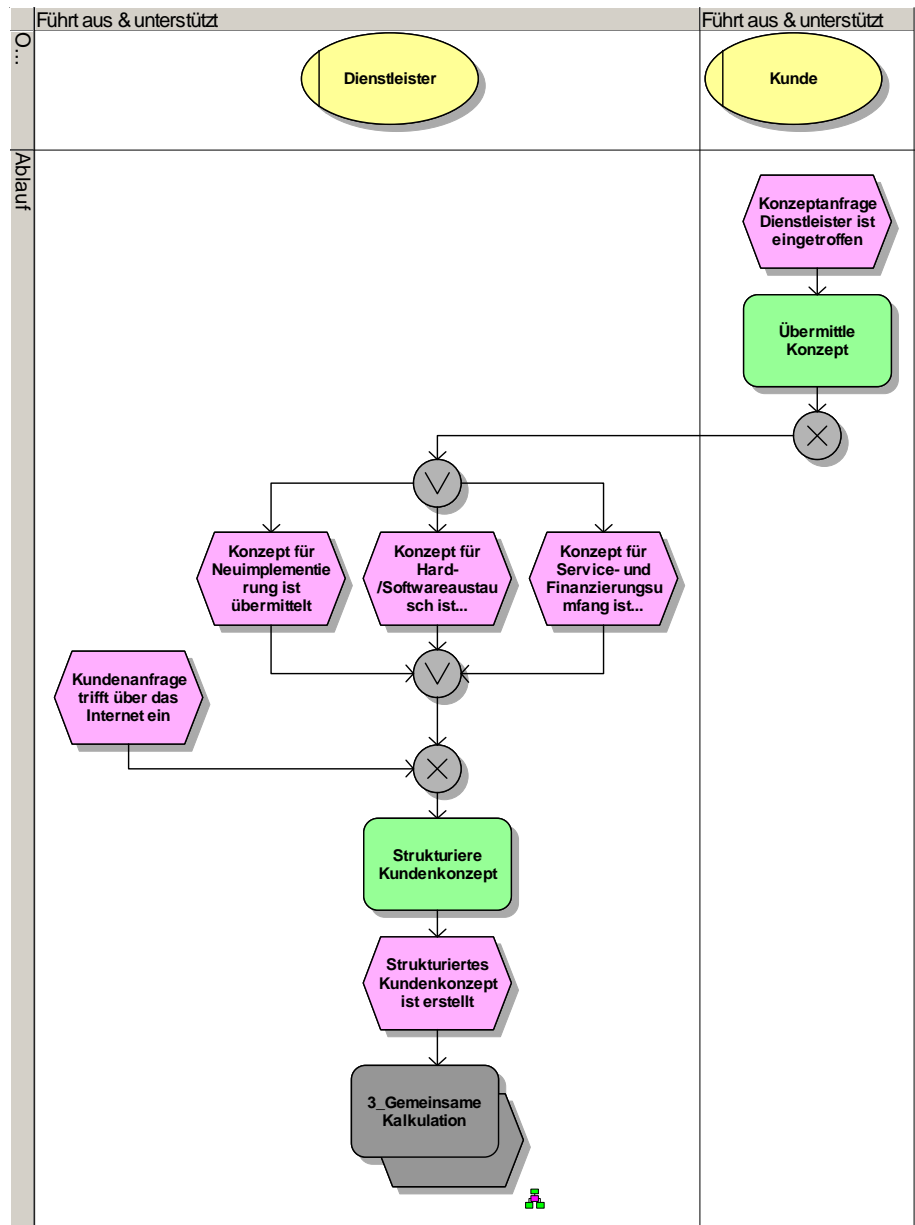 Führt aus & unterstützt
Führt aus & unterstützt
O...
Dienstleister
Kunde
Ablauf
Konzeptanfrage
Dienstleister ist
eingetroffen
Übermittle
Konzept
Konzept für
Neuimplementie
rung ist
übermittelt
Konzept für
Hard-
/Softwareaustau
sch ist...
Konzept für
Service- und
Finanzierungsu
mfang ist...
Kundenanfrage
trifft über das
Internet ein
Strukturiere
Kundenkonzept
Strukturiertes
Kundenkonzept
ist erstellt
3_Gemeinsame
Kalkulation